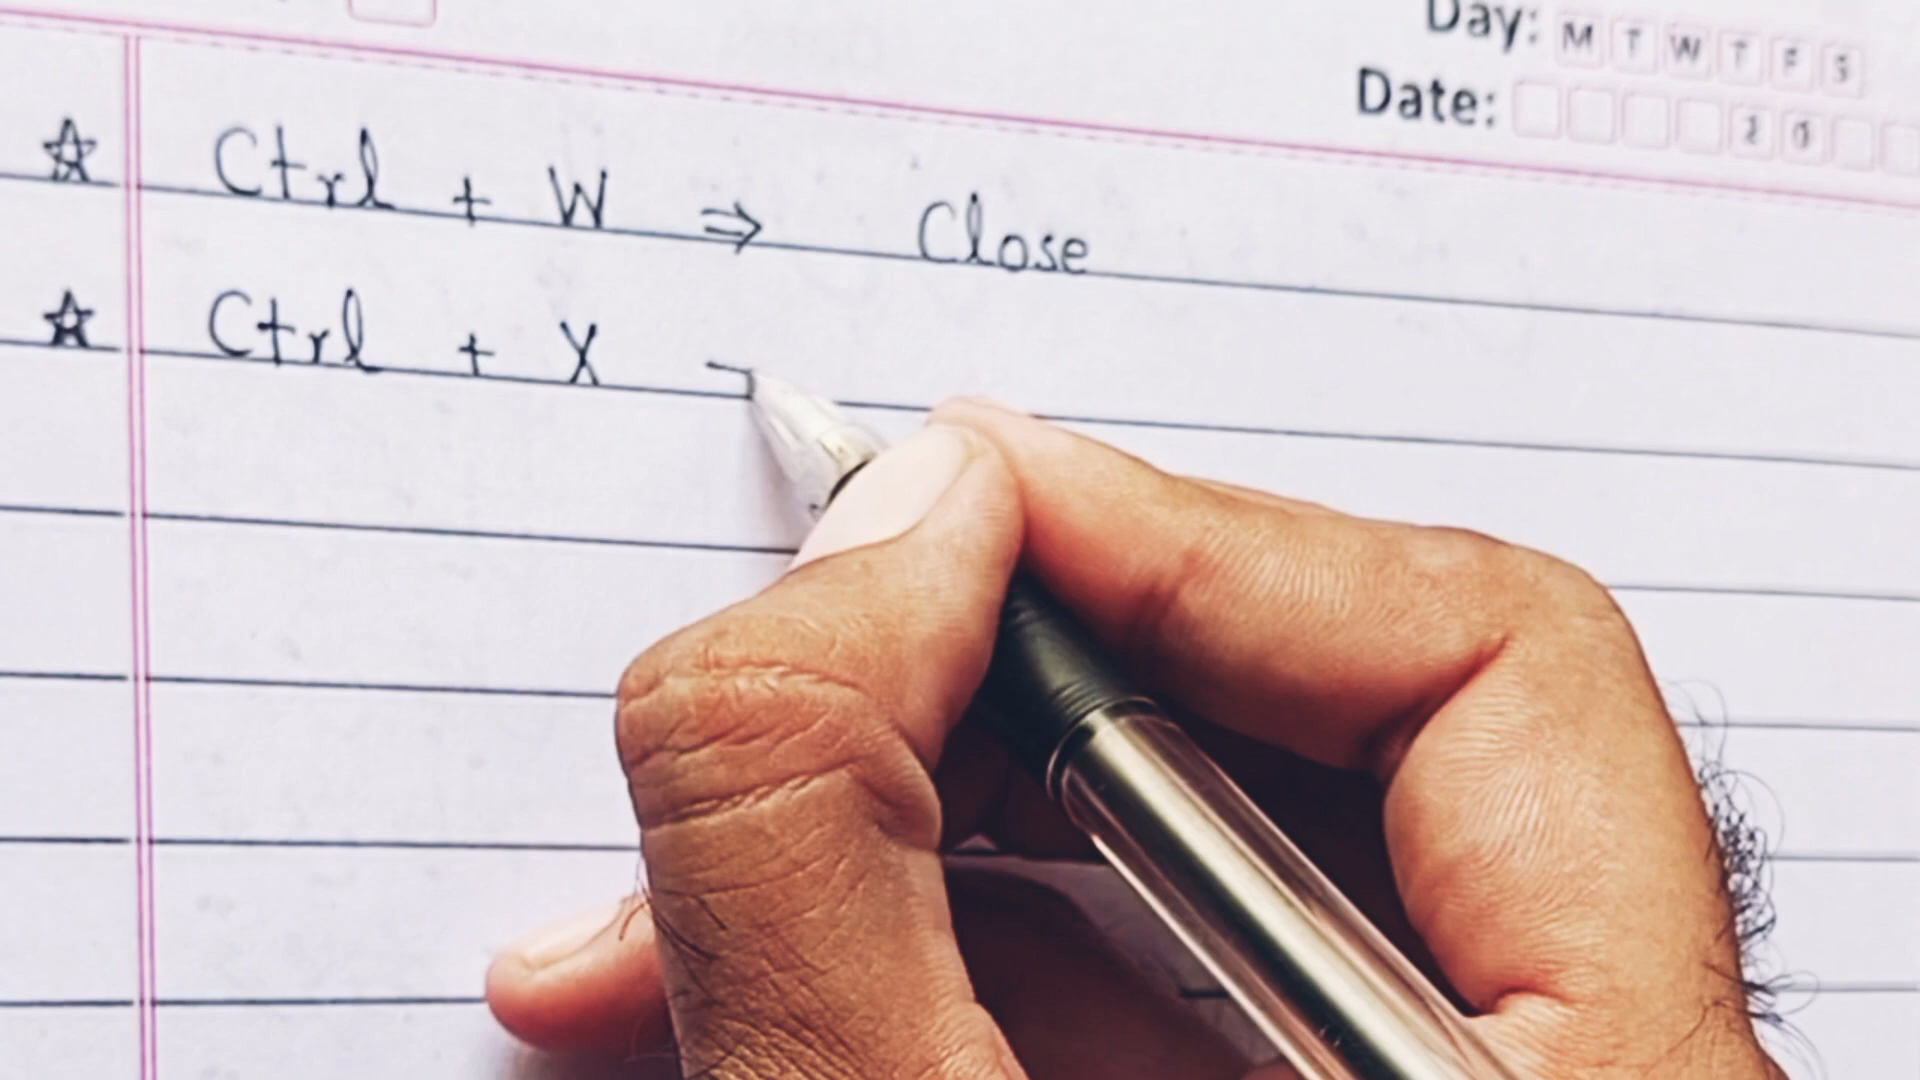 Day: M T W T F S
Date: 2 0
☆ Ctrl + W ⇒ Close
☆ Ctrl + X -